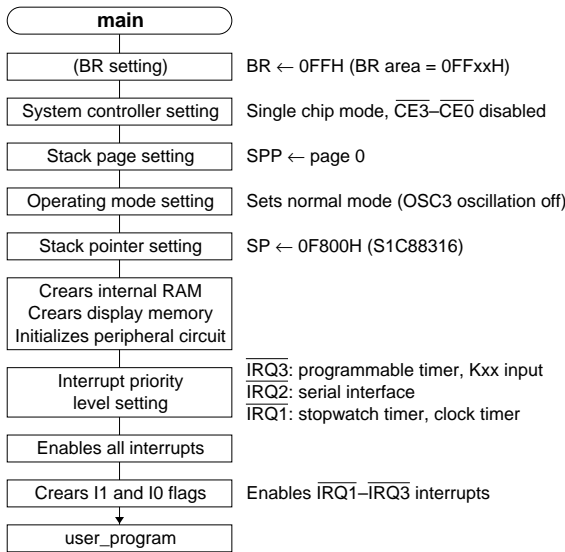 main
(BR setting) BR ← 0FFH (BR area = 0FFxxH)
System controller setting Single chip mode, CE3–CE0 disabled
Stack page setting SPP ← page 0
Operating mode setting Sets normal mode (OSC3 oscillation off)
Stack pointer setting SP ← 0F800H (S1C88316)
Crears internal RAM
Crears display memory
Initializes peripheral circuit
Interrupt priority
level setting
IRQ3: programmable timer, Kxx input
IRQ2: serial interface
IRQ1: stopwatch timer, clock timer
Enables all interrupts
Crears I1 and I0 flags Enables IRQ1–IRQ3 interrupts
user_program